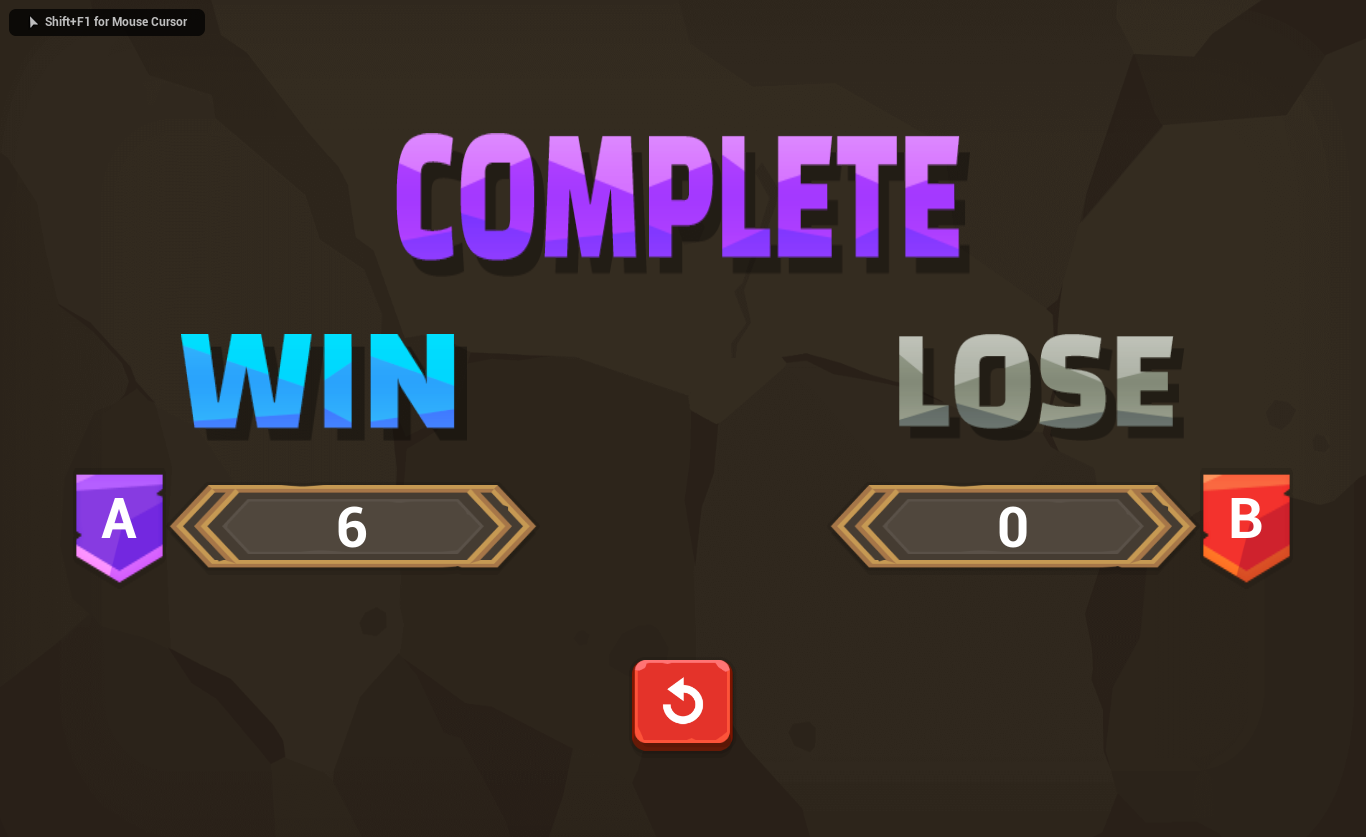 Shift+F1 for Mouse Cursor
COMPLETE
WIN
LOSE
A
6
0
B